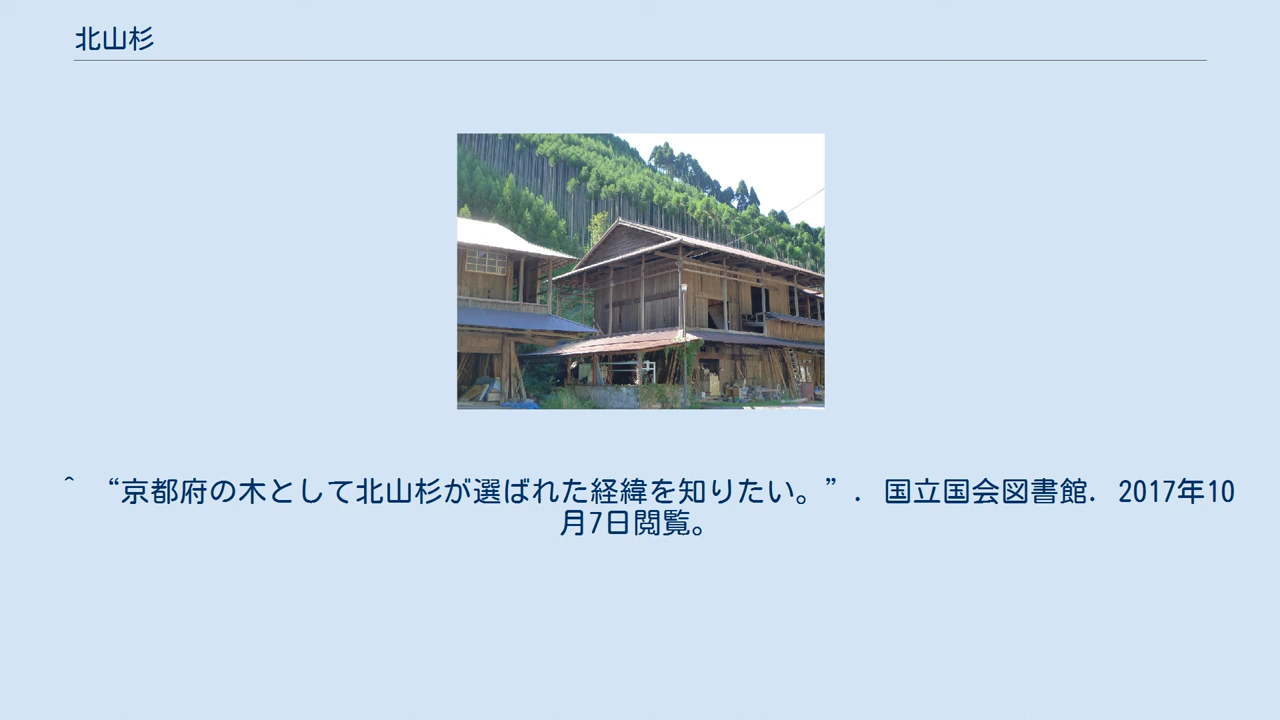 北山杉
^ “京都府の木として北山杉が選ばれた経緯を知りたい。”. 国立国会図書館. 2017年10
月7日閲覧。